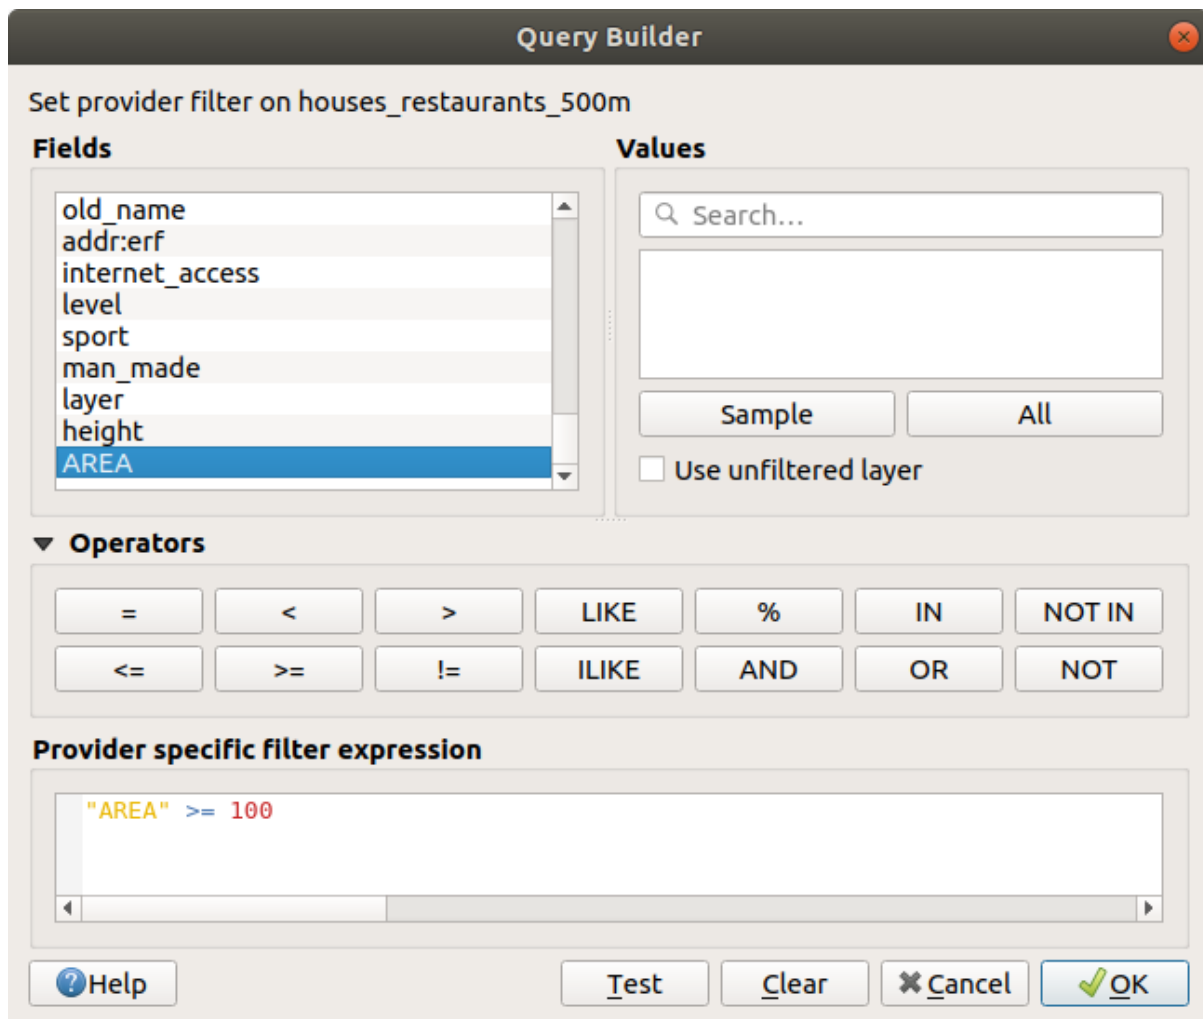 Query Builder
Set provider filter on houses_restaurants_500m
Fields
Values
old_name
addr:erf
internet_access
level
sport
man_made
layer
height
AREA
Search...
Sample
All
Use unfiltered layer
Operators
= < > LIKE % IN NOT IN
<= >= != ILIKE AND OR NOT
Provider specific filter expression
"AREA" >= 100
Help Test Clear Cancel OK